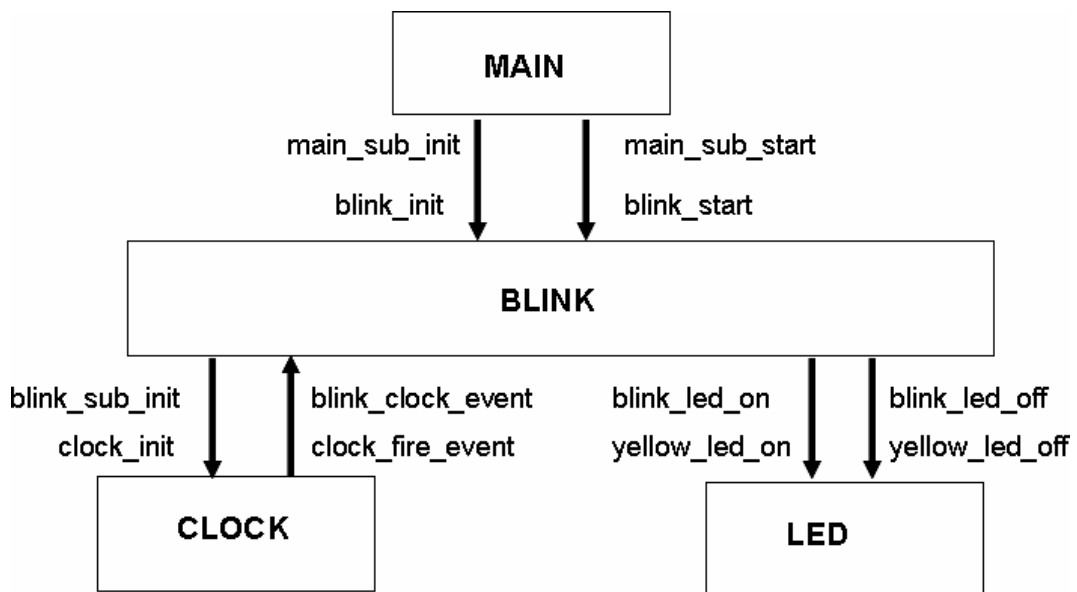 MAIN
main_sub_init
main_sub_start
blink_init
blink_start
BLINK
blink_sub_init
blink_clock_event
blink_led_on
blink_led_off
clock_init
clock_fire_event
yellow_led_on
yellow_led_off
CLOCK
LED